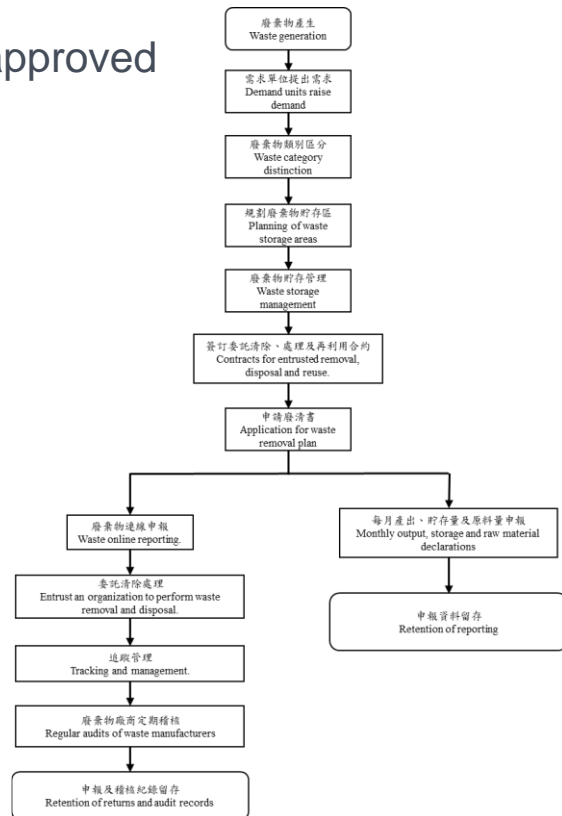 approved
廢棄物產生
Waste generation
需求單位提出需求
Demand units raise
demand
廢棄物類別區分
Waste category
distinction
規劃廢棄物貯存區
Planning of waste
storage areas
廢棄物貯存管理
Waste storage
management
簽訂委託清除、處理及再利用合約
Contracts for entrusted removal,
disposal and reuse.
申請廢清書
Application for waste
removal plan
廢棄物連線申報
Waste online reporting.
委託清除處理
Entrust an organization to perform waste
removal and disposal.
追蹤管理
Tracking and management.
廢棄物廠商定期稽核
Regular audits of waste manufacturers
申報及稽核紀錄留存
Retention of returns and audit records
每月產出、貯存量及原料量申報
Monthly output, storage and raw material
declarations
申報資料留存
Retention of reporting